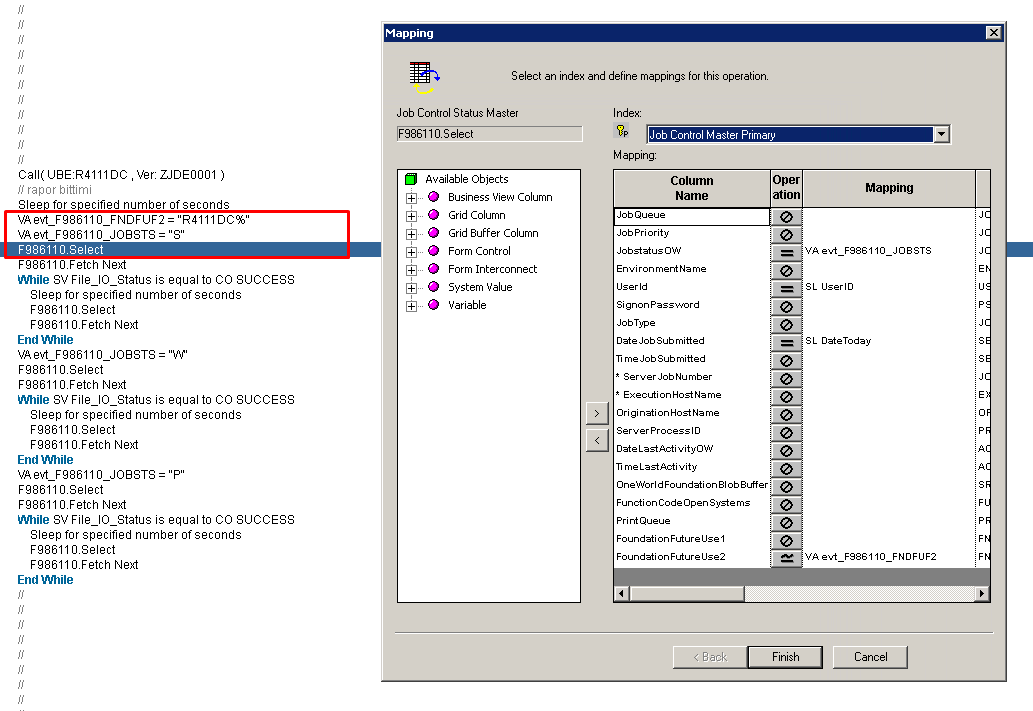 //
//
//
//
//
//
//
//
//
//
//
Call( UBE:R4111DC , Ver: ZJDE0001 )
// rapor bittimi
Sleep for specified number of seconds
VA evt_F986110_FNDFUF2 = "R4111DC%"
VA evt_F986110_JOBSTS = "S"
F986110.Select
F986110.Fetch Next
While SV File_IO_Status is equal to CO SUCCESS
Sleep for specified number of seconds
F986110.Select
F986110.Fetch Next
End While
VA evt_F986110_JOBSTS = "W"
F986110.Select
F986110.Fetch Next
While SV File_IO_Status is equal to CO SUCCESS
Sleep for specified number of seconds
F986110.Select
F986110.Fetch Next
End While
VA evt_F986110_JOBSTS = "P"
F986110.Select
F986110.Fetch Next
While SV File_IO_Status is equal to CO SUCCESS
Sleep for specified number of seconds
F986110.Select
F986110.Fetch Next
End While
//
//
//
//
//
//
//
//
Mapping
Select an index and define mappings for this operation.
Job Control Status Master
F986110.Select
Index:
Job Control Master Primary
Mapping:
Available Objects
Business View Column
Grid Column
Grid Buffer Column
Form Control
Form Interconnect
System Value
Variable
>
<
Column Name Operation Mapping
JobQueue JO
JobPriority JO
JobstatusOW VA evt_F986110_JOBSTS JO
EnvironmentName EN
UserId SL UserID US
SignonPassword PS
JobType JO
DateJobSubmitted SL DateToday SE
TimeJobSubmitted SE
* ServerJobNumber JO
* ExecutionHostName EX
OriginationHostName OR
ServerProcessID PR
DateLastActivityOW AC
TimeLastActivity AC
OneWorldFoundationBlobBuffer SR
FunctionCodeOpenSystems FU
PrintQueue PR
FoundationFutureUse1 FN
FoundationFutureUse2 VA evt_F986110_FNDFUF2 FN
< Back
Finish
Cancel